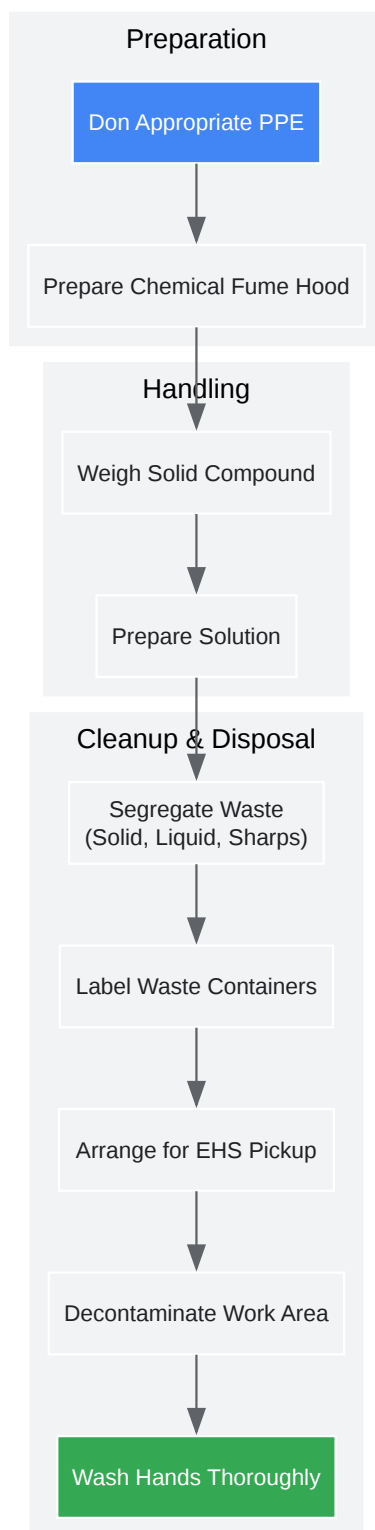 Preparation
Don Appropriate PPE
Prepare Chemical Fume Hood
Handling
Weigh Solid Compound
Prepare Solution
Cleanup & Disposal
Segregate Waste
(Solid, Liquid, Sharps)
Label Waste Containers
Arrange for EHS Pickup
Decontaminate Work Area
Wash Hands Thoroughly